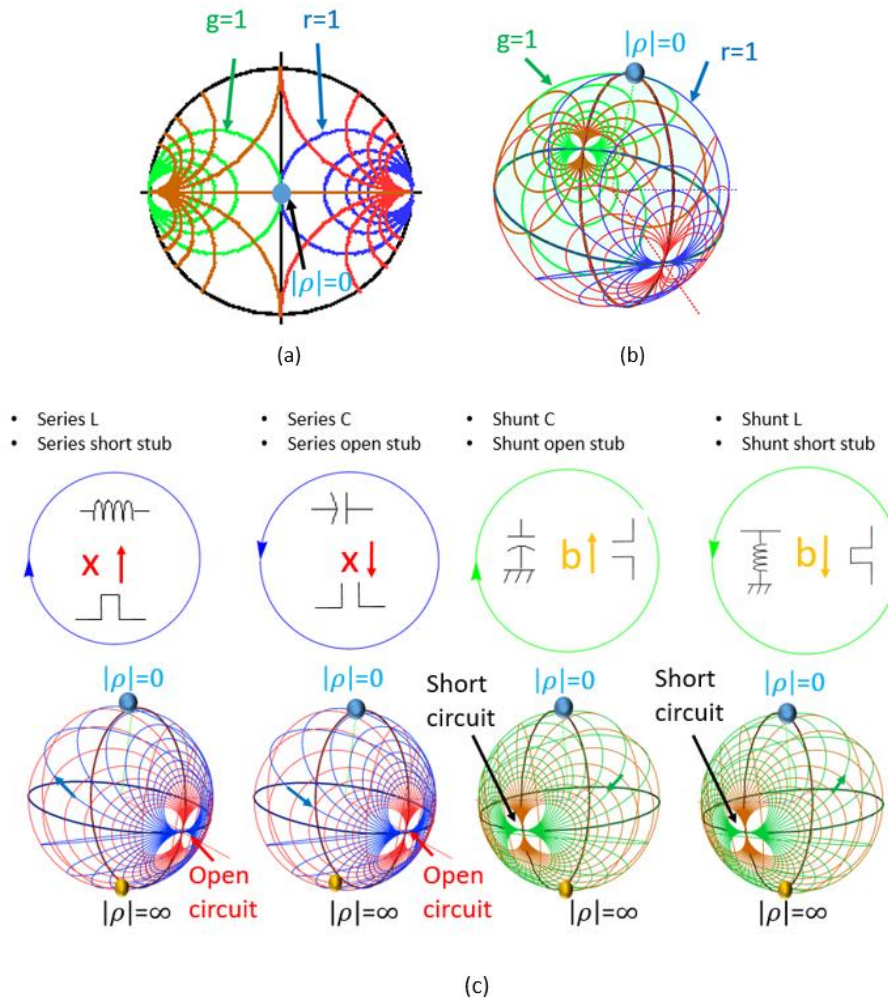 g=1 r=1
|ρ|=0
(a)
|ρ|=0
g=1
r=1
(b)
• Series L
• Series short stub
• Series C
• Series open stub
• Shunt C
• Shunt open stub
• Shunt L
• Shunt short stub
x
x
b
b
|ρ|=0
Open
circuit
|ρ|=∞
|ρ|=0
Open
circuit
|ρ|=∞
Short
circuit
|ρ|=0
|ρ|=∞
Short
circuit
|ρ|=0
|ρ|=∞
(c)